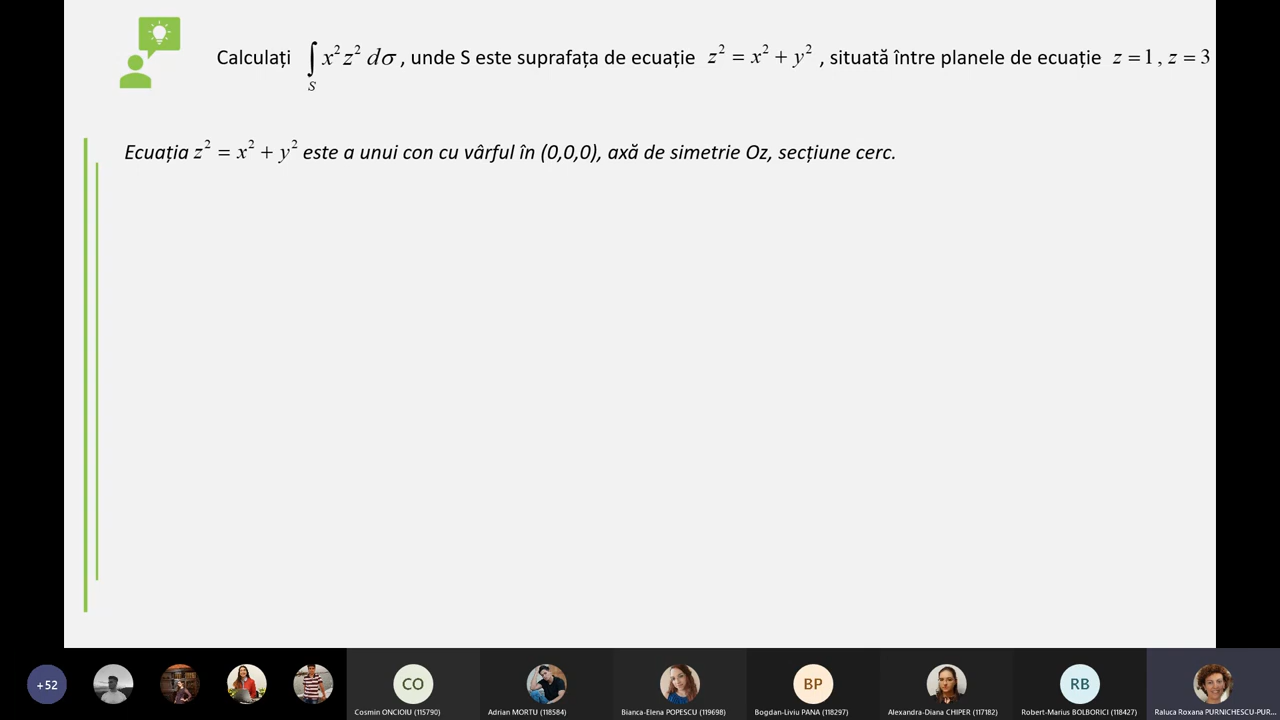 Calculați ∫_S x²z² dσ , unde S este suprafața de ecuație z² = x² + y² , situată între planele de ecuație z = 1 , z = 3
Ecuația z² = x² + y² este a unui con cu vârful în (0,0,0), axă de simetrie Oz, secțiune cerc.
+52
CO
BP
RB
Cosmin ONCIOIU (115790)
Adrian MORTU (118584)
Bianca-Elena POPESCU (119698)
Bogdan-Liviu PANA (118297)
Alexandra-Diana CHIPER (117182)
Robert-Marius BOLBORICI (118427)
Raluca Roxana PURNICHESCU-PUR...